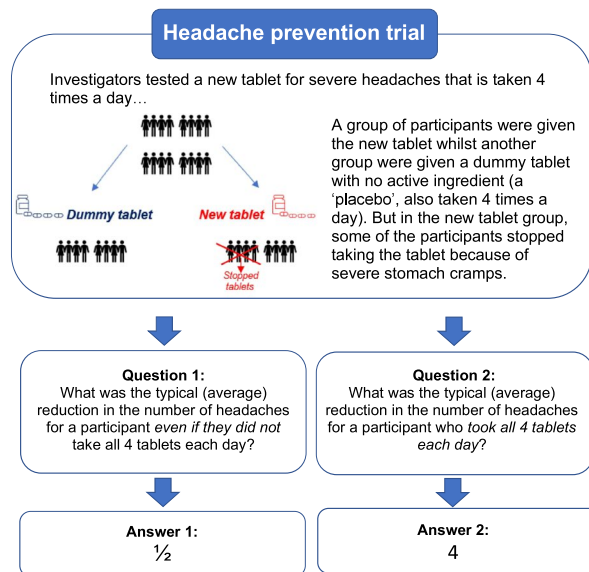 Headache prevention trial
Investigators tested a new tablet for severe headaches that is taken 4
times a day…
Dummy tablet
New tablet
Stopped
tablets
A group of participants were given
the new tablet whilst another
group were given a dummy tablet
with no active ingredient (a
‘placebo’, also taken 4 times a
day). But in the new tablet group,
some of the participants stopped
taking the tablet because of
severe stomach cramps.
Question 1:
What was the typical (average)
reduction in the number of headaches
for a participant even if they did not
take all 4 tablets each day?
Question 2:
What was the typical (average)
reduction in the number of headaches
for a participant who took all 4 tablets
each day?
Answer 1:
½
Answer 2:
4